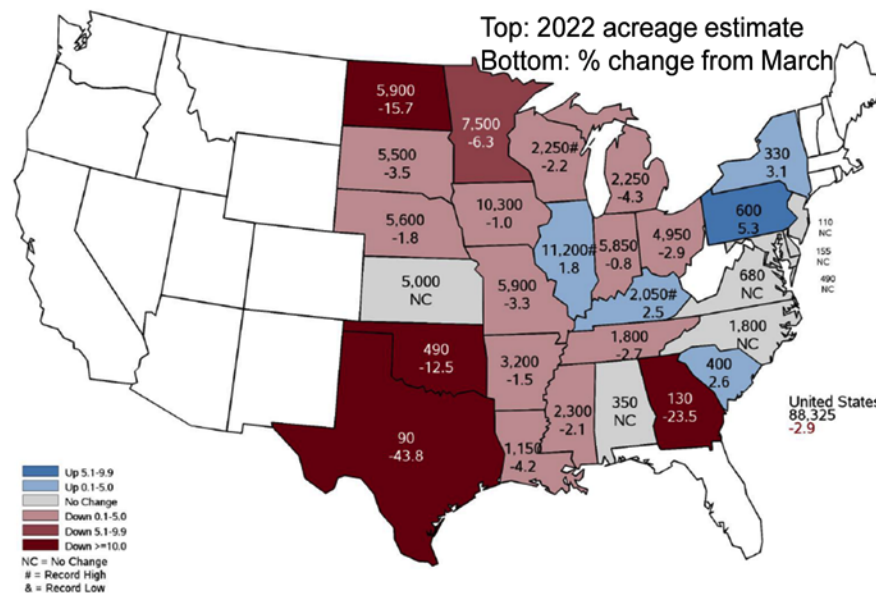 Top: 2022 acreage estimate
Bottom: % change from March
5,900
-15.7
7,500
-6.3
5,500
-3.5
2,250#
-2.2
2,250
-4.3
330
3.1
5,600
-1.8
10,300
-1.0
600
5.3
110
NC
11,200#
1.8
5,850
-0.8
4,950
-2.9
155
NC
5,000
NC
5,900
-3.3
2,050#
2.5
680
NC
490
NC
490
-12.5
3,200
-1.5
1,800
-2.7
1,800
NC
400
2.6
90
-43.8
1,150
-4.2
2,300
-2.1
350
NC
130
-23.5
United States
88,325
-2.9
Up 5.1-9.9
Up 0.1-5.0
No Change
Down 0.1-5.0
Down 5.1-9.9
Down >=10.0
NC = No Change
# = Record High
& = Record Low